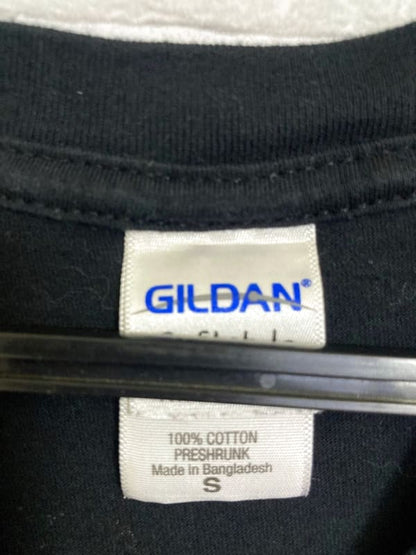 GILDAN®
100% COTTON
PRESHRUNK
Made in Bangladesh
S